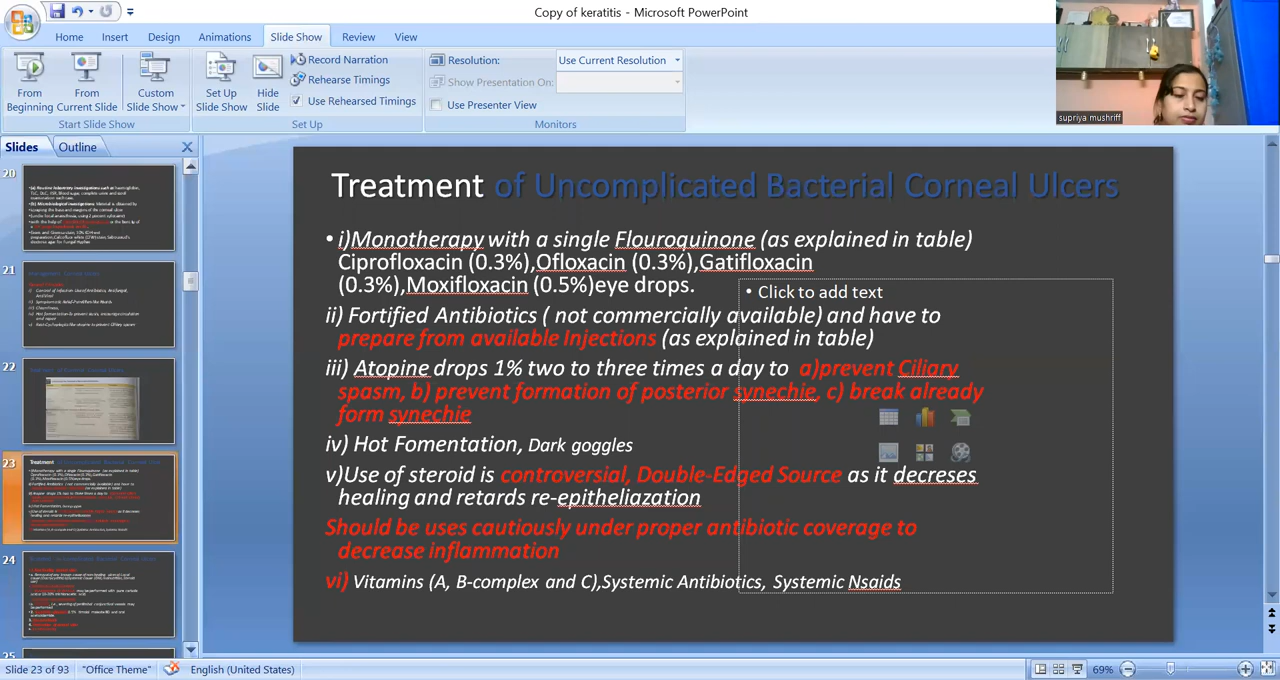 Copy of keratitis - Microsoft PowerPoint
Home Insert Design Animations Slide Show Review View
From Beginning
From Current Slide
Custom Slide Show
Set Up Slide Show
Hide Slide
Record Narration
Rehearse Timings
Use Rehearsed Timings
Resolution: Use Current Resolution
Show Presentation On:
Use Presenter View
Start Slide Show
Set Up
Monitors
supriya mushriff
Slides Outline
20
21
22
23
24
25
Treatment of Uncomplicated Bacterial Corneal Ulcers
• i)Monotherapy with a single Flouroquinone (as explained in table)
Ciprofloxacin (0.3%),Ofloxacin (0.3%),Gatifloxacin
(0.3%),Moxifloxacin (0.5%)eye drops.
• Click to add text
ii) Fortified Antibiotics ( not commercially available) and have to
prepare from available Injections (as explained in table)
iii) Atopine drops 1% two to three times a day to a)prevent Ciliary
spasm, b) prevent formation of posterior synechie, c) break already
form synechie
iv) Hot Fomentation, Dark goggles
v)Use of steroid is controversial, Double-Edged Source as it decreses
healing and retards re-epitheliazation
Should be uses cautiously under proper antibiotic coverage to
decrease inflammation
vi) Vitamins (A, B-complex and C),Systemic Antibiotics, Systemic Nsaids
Slide 23 of 93 "Office Theme" English (United States) 69%